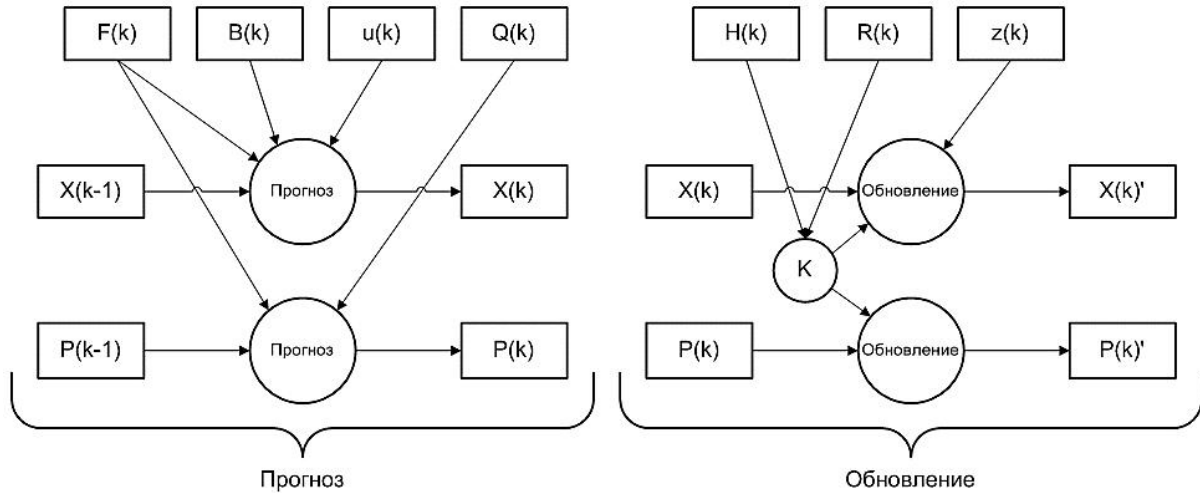 F(k) B(k) u(k) Q(k) H(k) R(k) z(k)
X(k-1) Прогноз X(k) X(k) Обновление X(k)'
K
P(k-1) Прогноз P(k) P(k) Обновление P(k)'
Прогноз Обновление